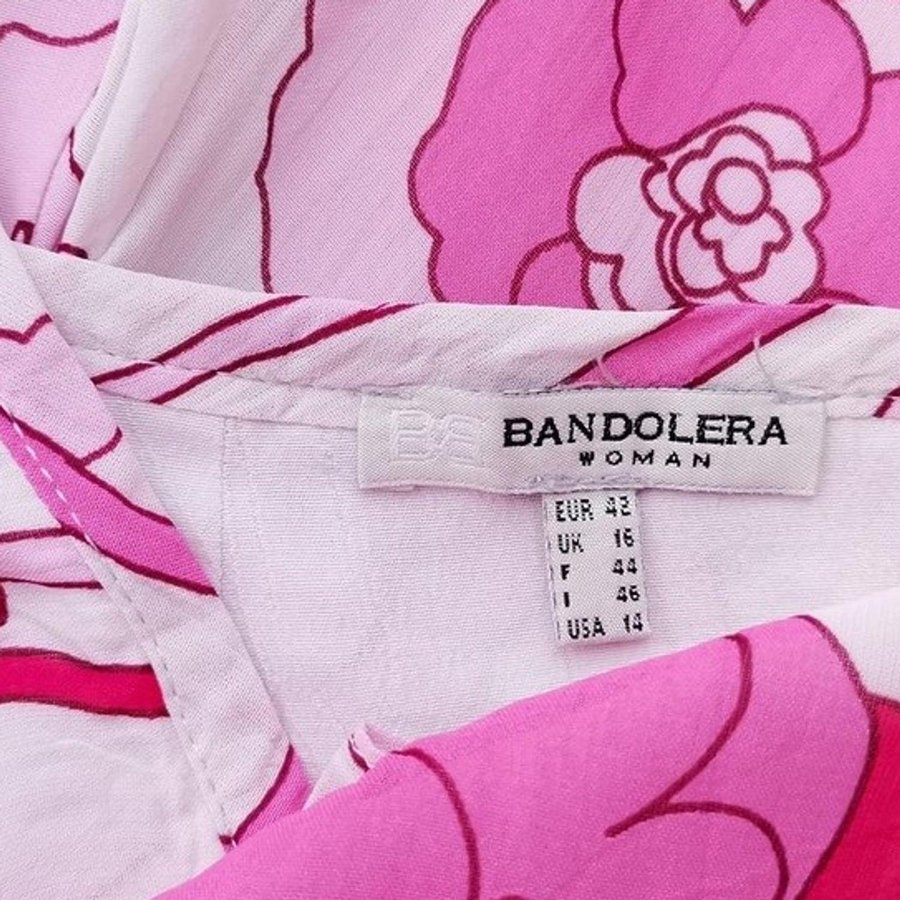 BANDOLERA
WOMAN
EUR 42
UK 16
F 44
I 46
USA 14